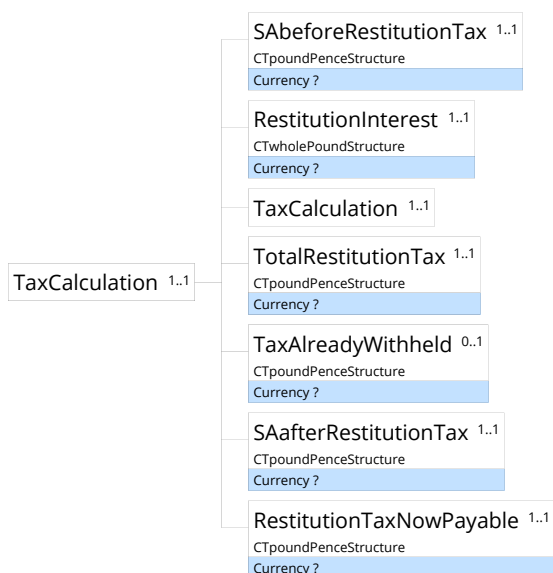 SAbeforeRestitutionTax 1..1
CTpoundPenceStructure
Currency ?
RestitutionInterest 1..1
CTwholePoundStructure
Currency ?
TaxCalculation 1..1
TotalRestitutionTax 1..1
CTpoundPenceStructure
Currency ?
TaxCalculation 1..1
TaxAlreadyWithheld 0..1
CTpoundPenceStructure
Currency ?
SAafterRestitutionTax 1..1
CTpoundPenceStructure
Currency ?
RestitutionTaxNowPayable 1..1
CTpoundPenceStructure
Currency ?